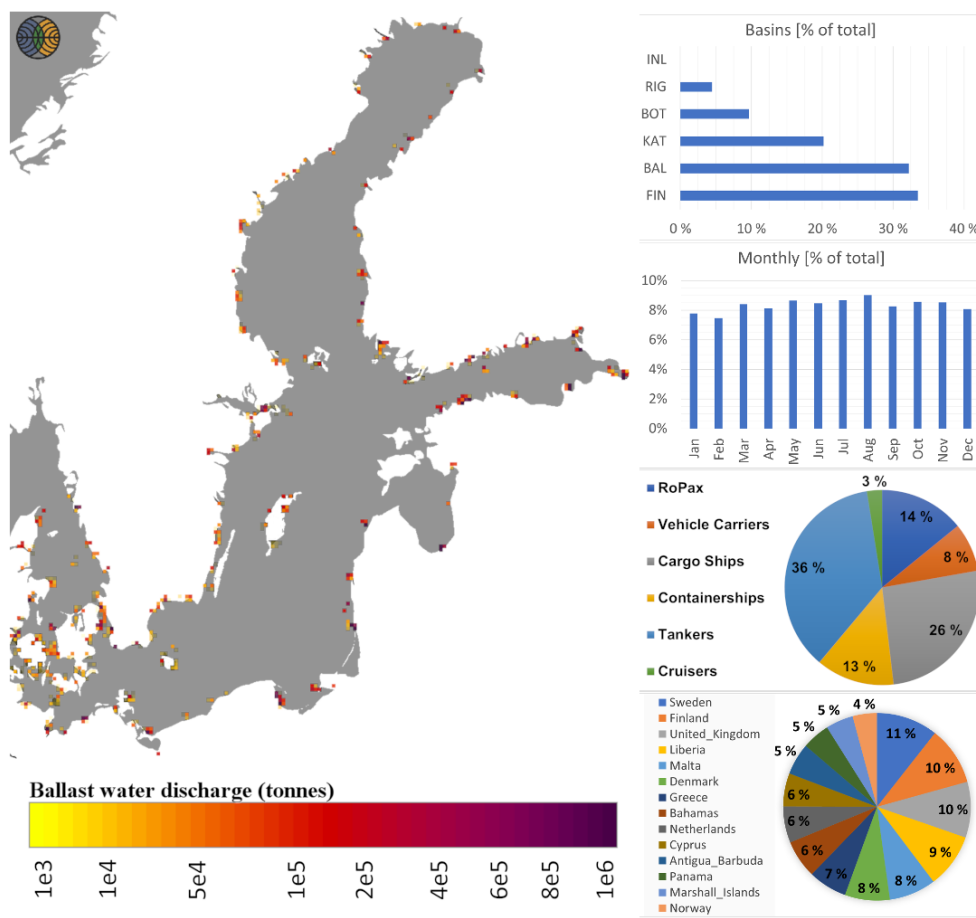 Basins [% of total]
INL
RIG
BOT
KAT
BAL
FIN
0 %
10 %
20 %
30 %
40 %
Monthly [% of total]
10%
8%
6%
4%
2%
0%
Jan
Feb
Mar
Apr
May
Jun
Jul
Aug
Sep
Oct
Nov
Dec
RoPax
Vehicle Carriers
Cargo Ships
Containerships
Tankers
Cruisers
3 %
14 %
8 %
26 %
13 %
36 %
Sweden
Finland
United_Kingdom
Liberia
Malta
Denmark
Greece
Bahamas
Netherlands
Cyprus
Antigua_Barbuda
Panama
Marshall_Islands
Norway
11 %
10 %
10 %
9 %
8 %
8 %
7 %
6 %
6 %
6 %
5 %
5 %
5 %
4 %
Ballast water discharge (tonnes)
1e3
1e4
5e4
1e5
2e5
6e5
8e5
1e6